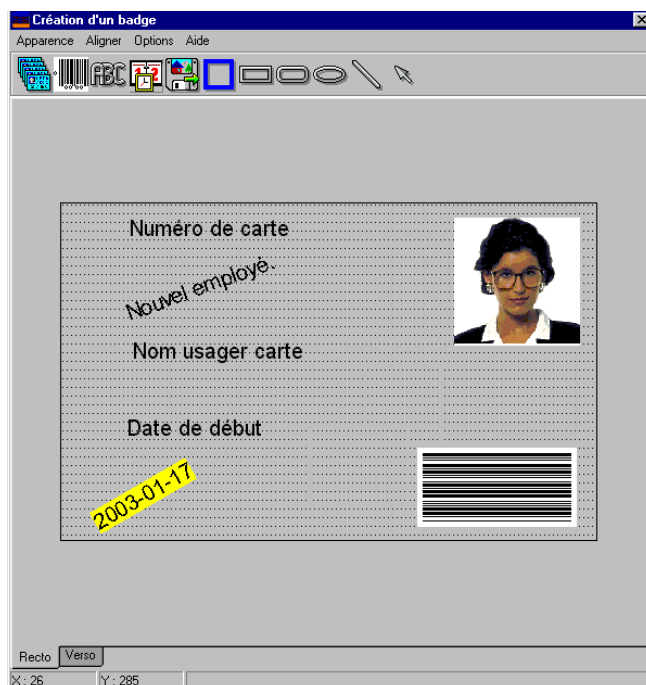 Création d'un badge
Apparence Aligner Options Aide
ABC 12
Numéro de carte
Nouvel employé.
Nom usager carte
Date de début
2003-01-17
Recto Verso
X : 26 Y : 285